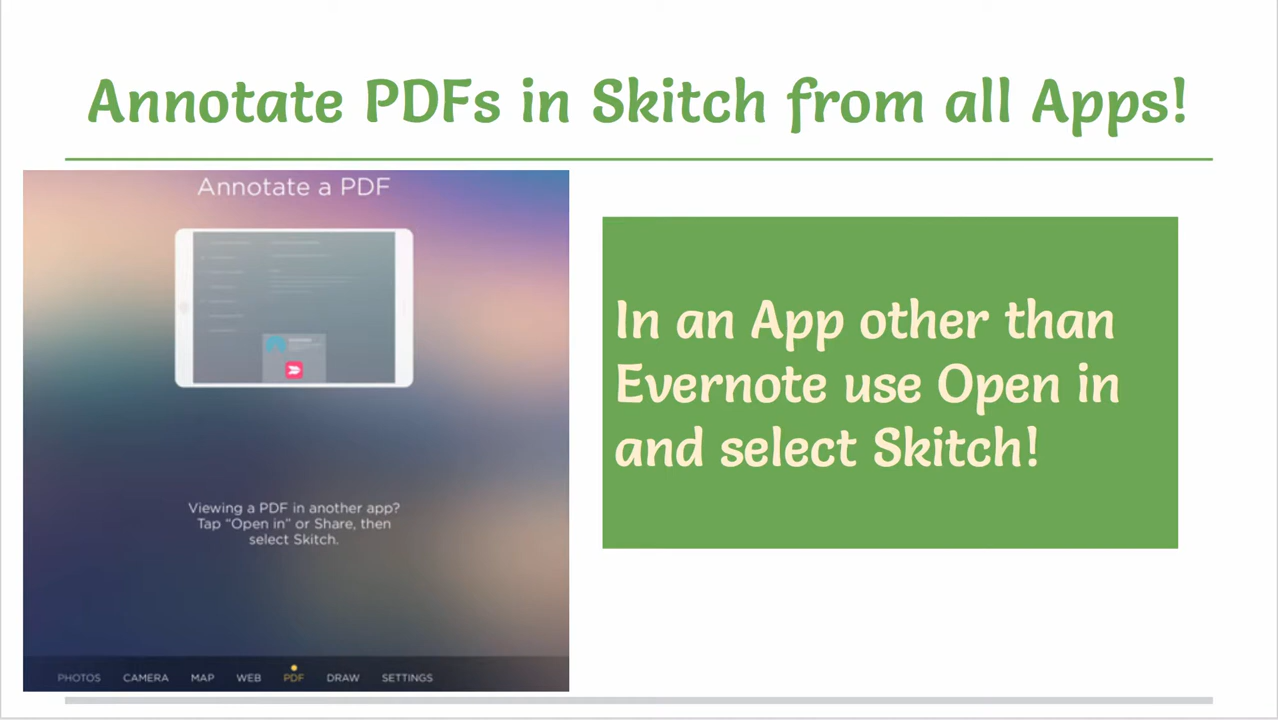 Annotate PDFs in Skitch from all Apps!
Annotate a PDF
Viewing a PDF in another app?
Tap “Open in” or Share, then
select Skitch.
PHOTOS CAMERA MAP WEB PDF DRAW SETTINGS
In an App other than
Evernote use Open in
and select Skitch!